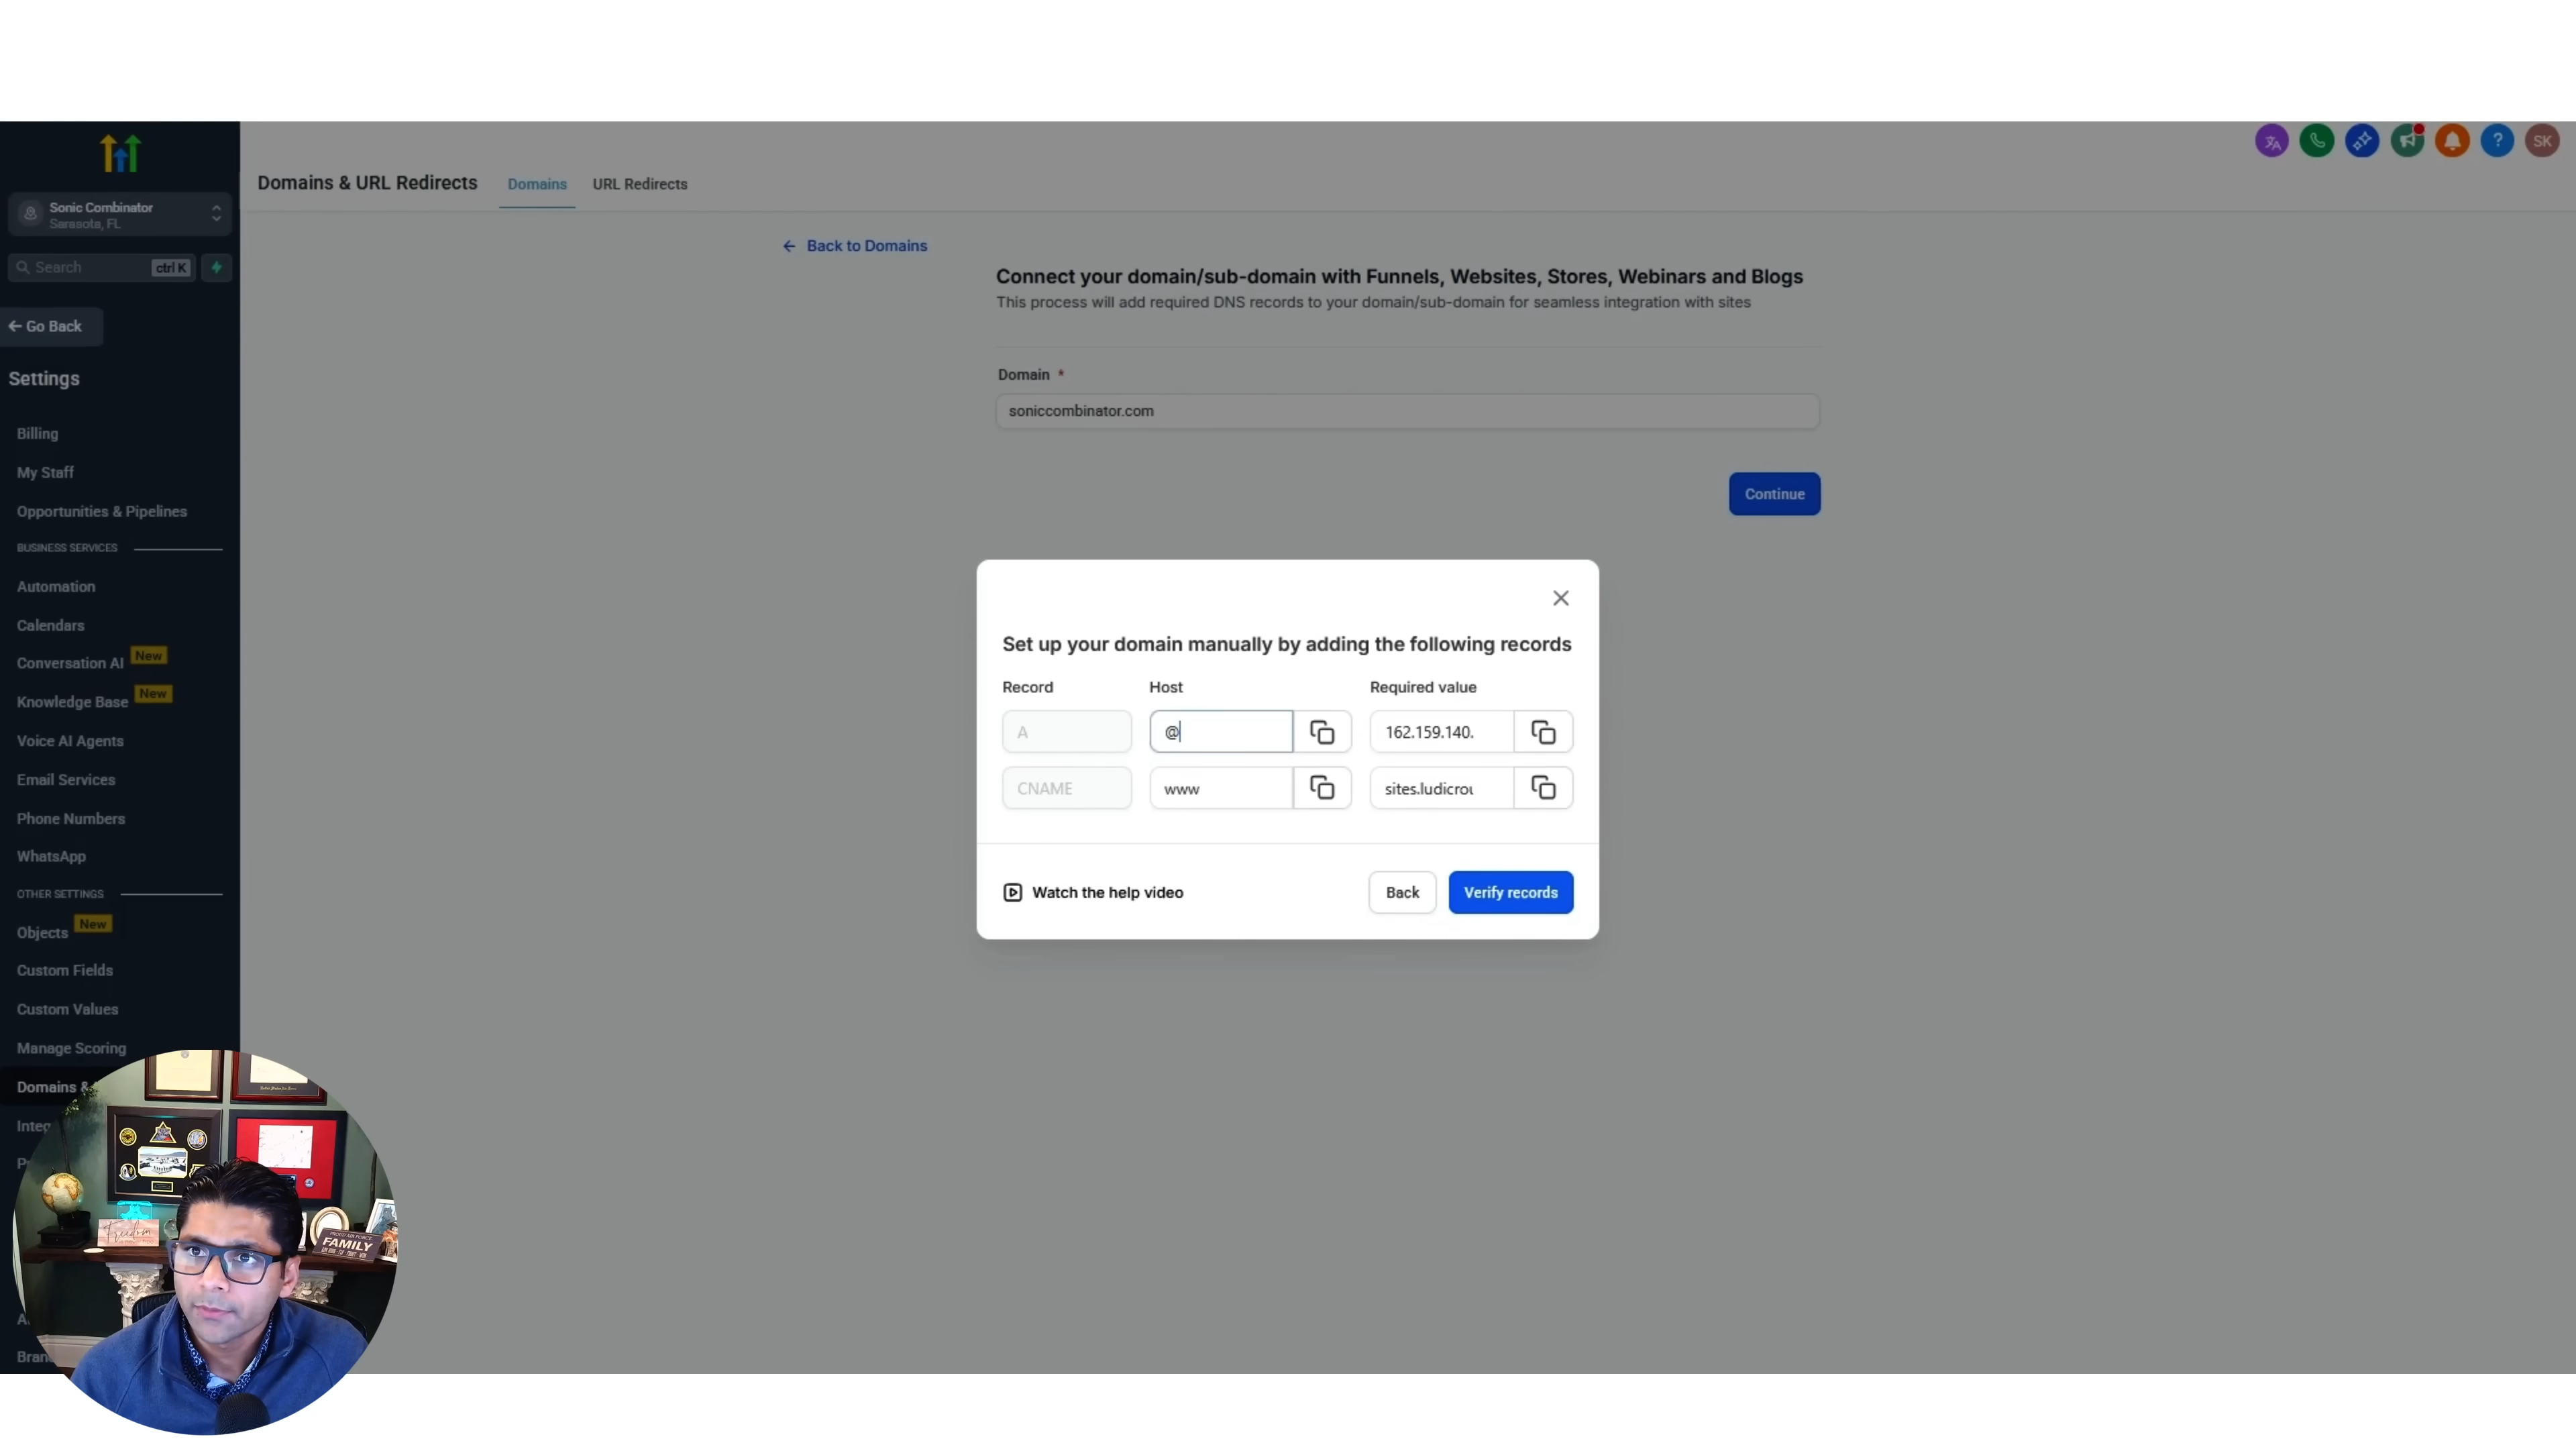 Sonic Combinator
Sarasota, FL
Search
ctrl K
Go Back
Settings
Billing
My Staff
Opportunities & Pipelines
BUSINESS SERVICES
Automation
Calendars
Conversation AI New
Knowledge Base New
Voice AI Agents
Email Services
Phone Numbers
WhatsApp
OTHER SETTINGS
Objects New
Custom Fields
Custom Values
Manage Scoring
Domains &
Domains & URL Redirects Domains URL Redirects
SK
Back to Domains
Connect your domain/sub-domain with Funnels, Websites, Stores, Webinars and Blogs
This process will add required DNS records to your domain/sub-domain for seamless integration with sites
Domain *
soniccombinator.com
Continue
Set up your domain manually by adding the following records
Record Host Required value
A @ 162.159.140.
CNAME www sites.ludicrou
Watch the help video
Back
Verify records
Freedom
FAMILY